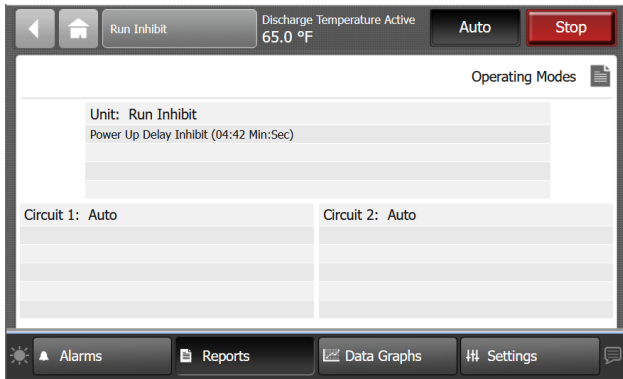 Run Inhibit
Discharge Temperature Active
65.0 °F
Auto
Stop
Operating Modes
Unit: Run Inhibit
Power Up Delay Inhibit (04:42 Min:Sec)
Circuit 1: Auto
Circuit 2: Auto
Alarms
Reports
Data Graphs
Settings